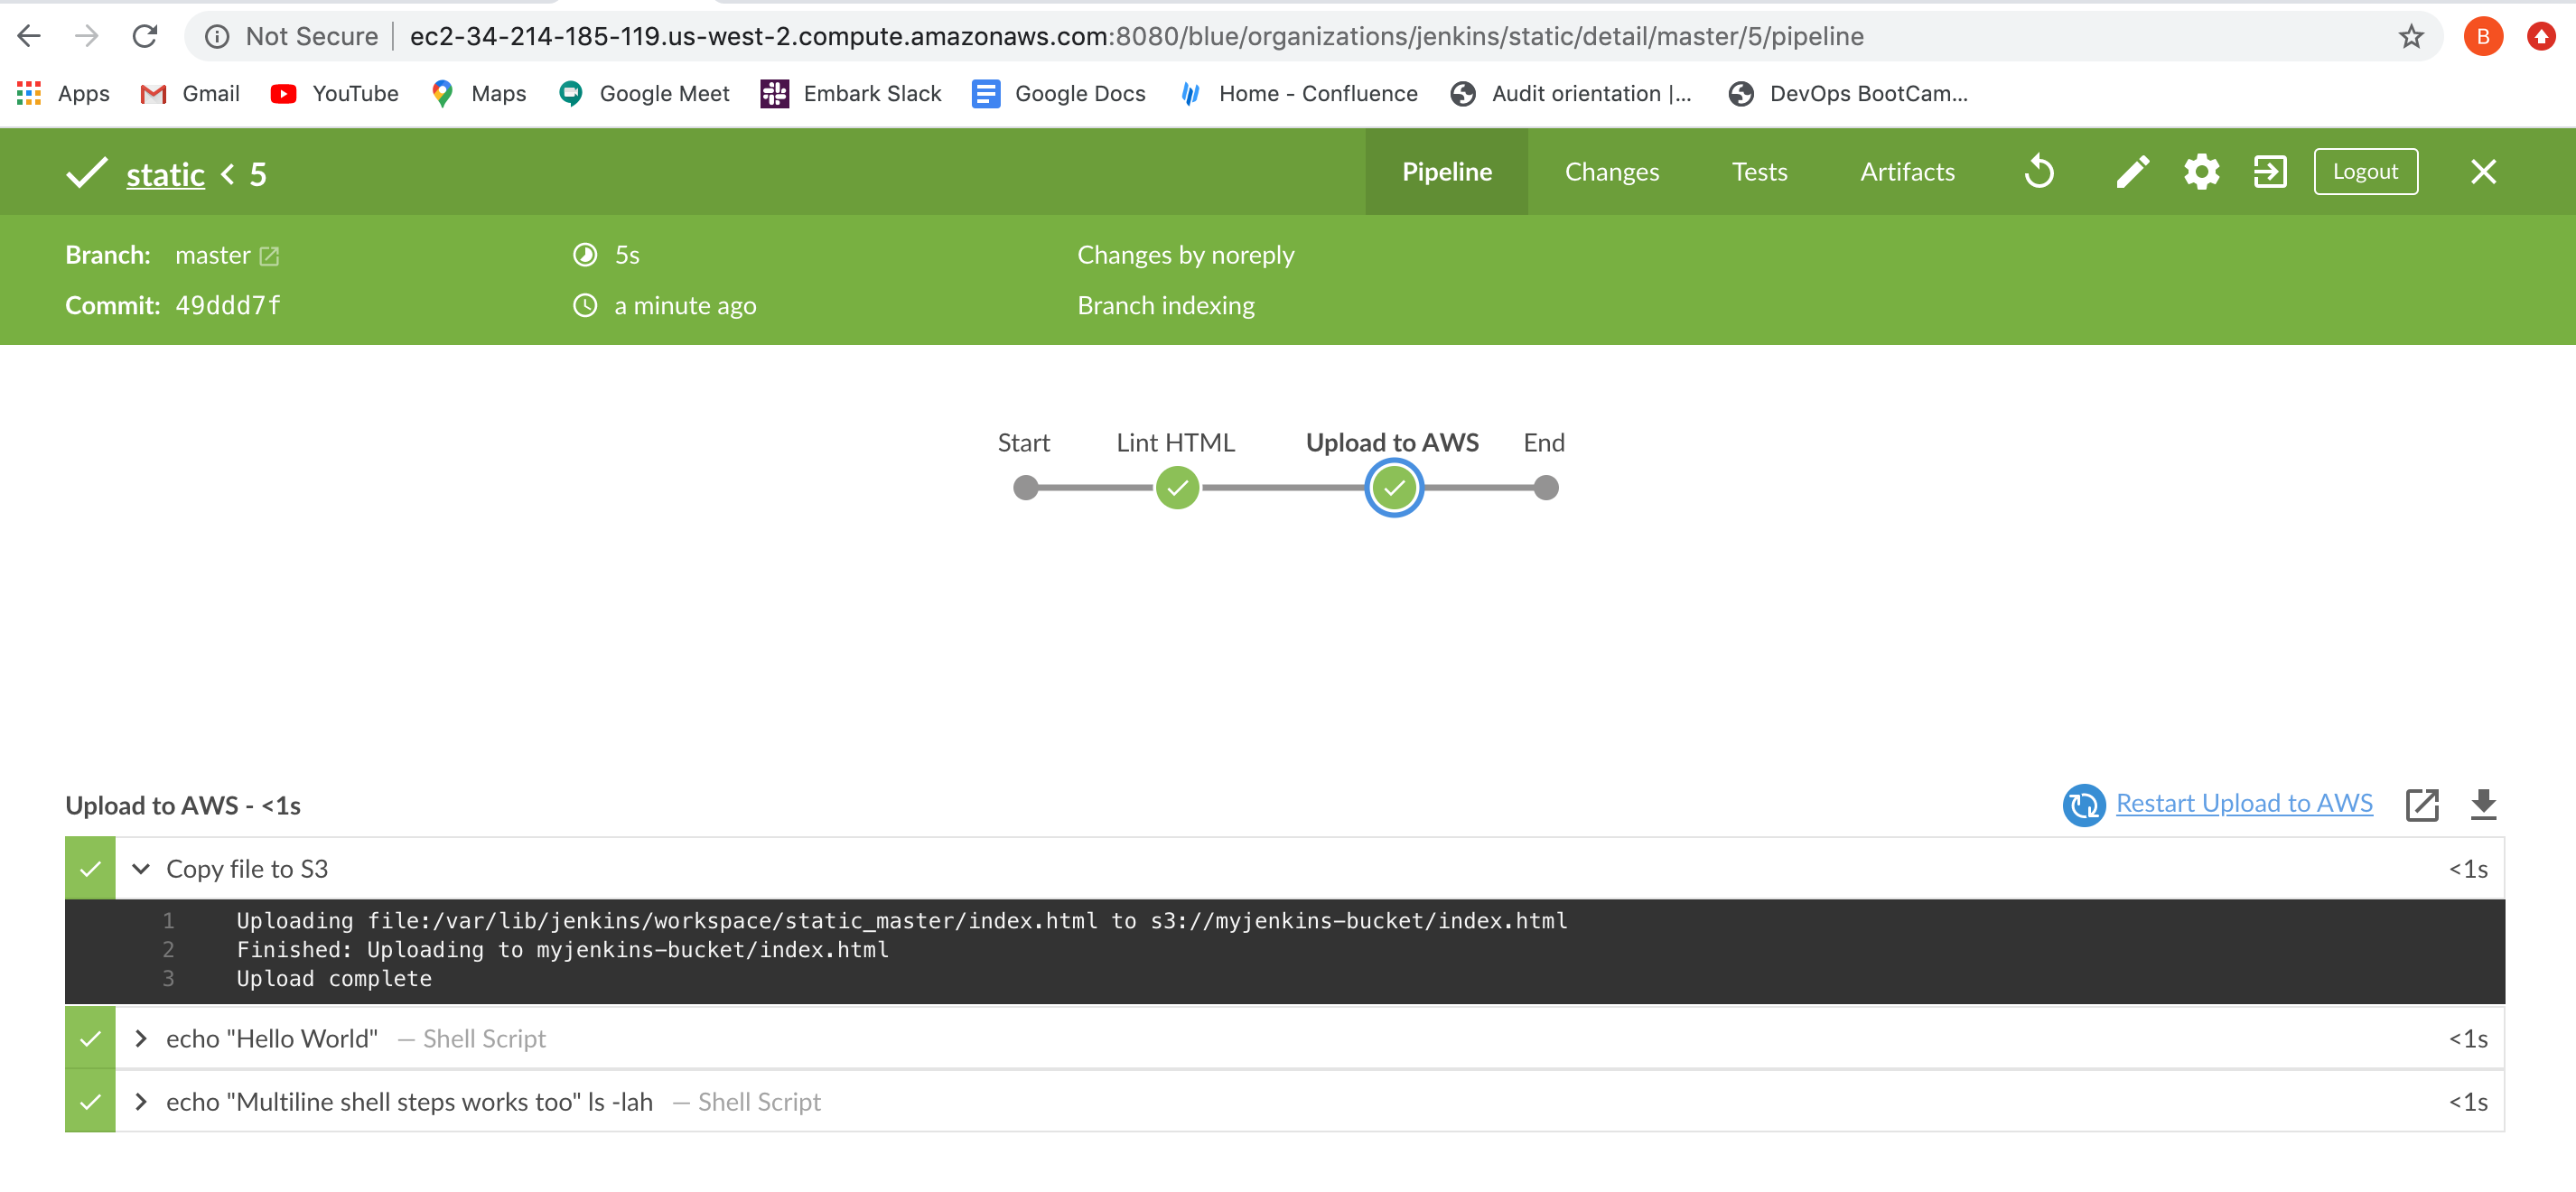 Not Secure ec2-34-214-185-119.us-west-2.compute.amazonaws.com:8080/blue/organizations/jenkins/static/detail/master/5/pipeline B
Apps Gmail YouTube Maps Google Meet Embark Slack Google Docs Home - Confluence Audit orientation |... DevOps BootCam...
static < 5 Pipeline Changes Tests Artifacts Logout
Branch: master 5s Changes by noreply
Commit: 49ddd7f a minute ago Branch indexing
Start Lint HTML Upload to AWS End
Upload to AWS - <1s Restart Upload to AWS
Copy file to S3 <1s
1 Uploading file:/var/lib/jenkins/workspace/static_master/index.html to s3://myjenkins-bucket/index.html
2 Finished: Uploading to myjenkins-bucket/index.html
3 Upload complete
echo "Hello World" — Shell Script <1s
echo "Multiline shell steps works too" ls -lah — Shell Script <1s